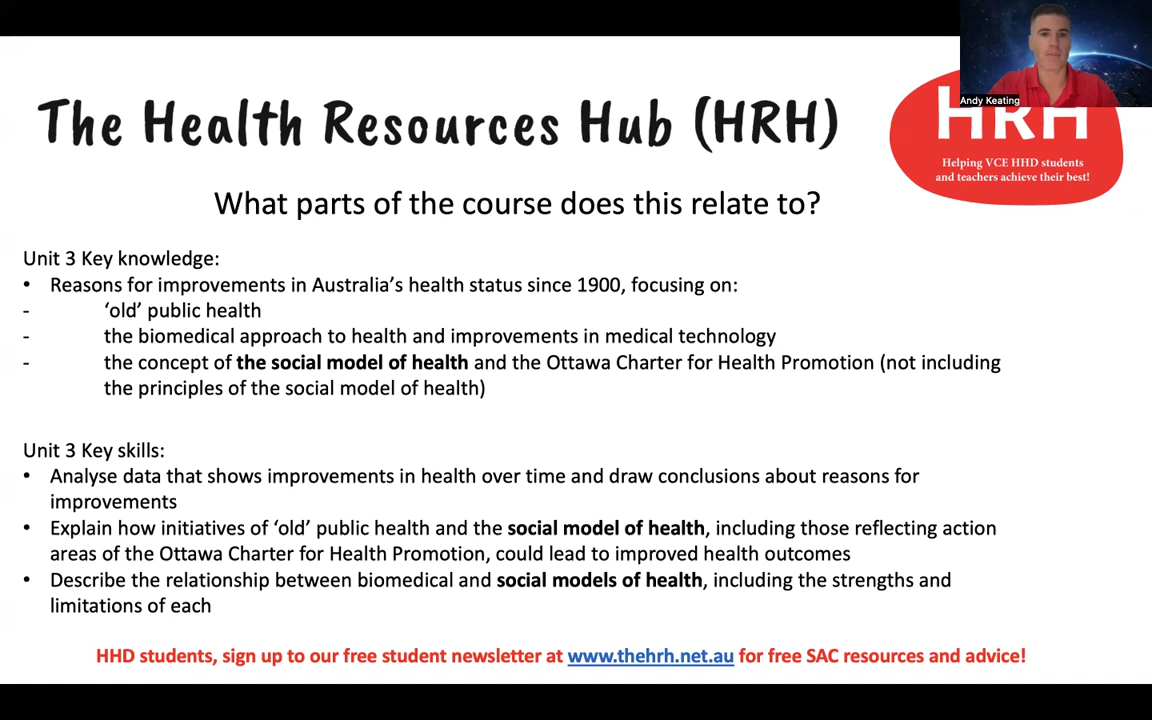 Andy Keating
The Health Resources Hub (HRH)
HRH
Helping VCE HHD students
and teachers achieve their best!
What parts of the course does this relate to?
Unit 3 Key knowledge:
• Reasons for improvements in Australia’s health status since 1900, focusing on:
- ‘old’ public health
- the biomedical approach to health and improvements in medical technology
- the concept of the social model of health and the Ottawa Charter for Health Promotion (not including
the principles of the social model of health)
Unit 3 Key skills:
• Analyse data that shows improvements in health over time and draw conclusions about reasons for
improvements
• Explain how initiatives of ‘old’ public health and the social model of health, including those reflecting action
areas of the Ottawa Charter for Health Promotion, could lead to improved health outcomes
• Describe the relationship between biomedical and social models of health, including the strengths and
limitations of each
HHD students, sign up to our free student newsletter at www.thehrh.net.au for free SAC resources and advice!